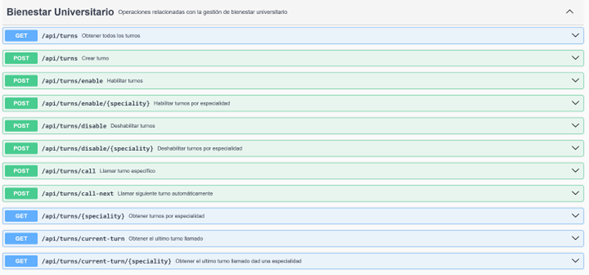 Bienestar Universitario Operaciones relacionadas con la gestión de bienestar universitario
GET /api/turns Obtener todos los turnos
POST /api/turns Crear turno
POST /api/turns/enable Habilitar turnos
POST /api/turns/enable/{speciality} Habilitar turnos por especialidad
POST /api/turns/disable Deshabilitar turnos
POST /api/turns/disable/{speciality} Deshabilitar turnos por especialidad
POST /api/turns/call Llamar turno específico
POST /api/turns/call-next Llamar siguiente turno automáticamente
GET /api/turns/{speciality} Obtener turnos por especialidad
GET /api/turns/current-turn Obtener el ultimo turno llamado
GET /api/turns/current-turn/{speciality} Obtener el ultimo turno llamado dad una especialidad